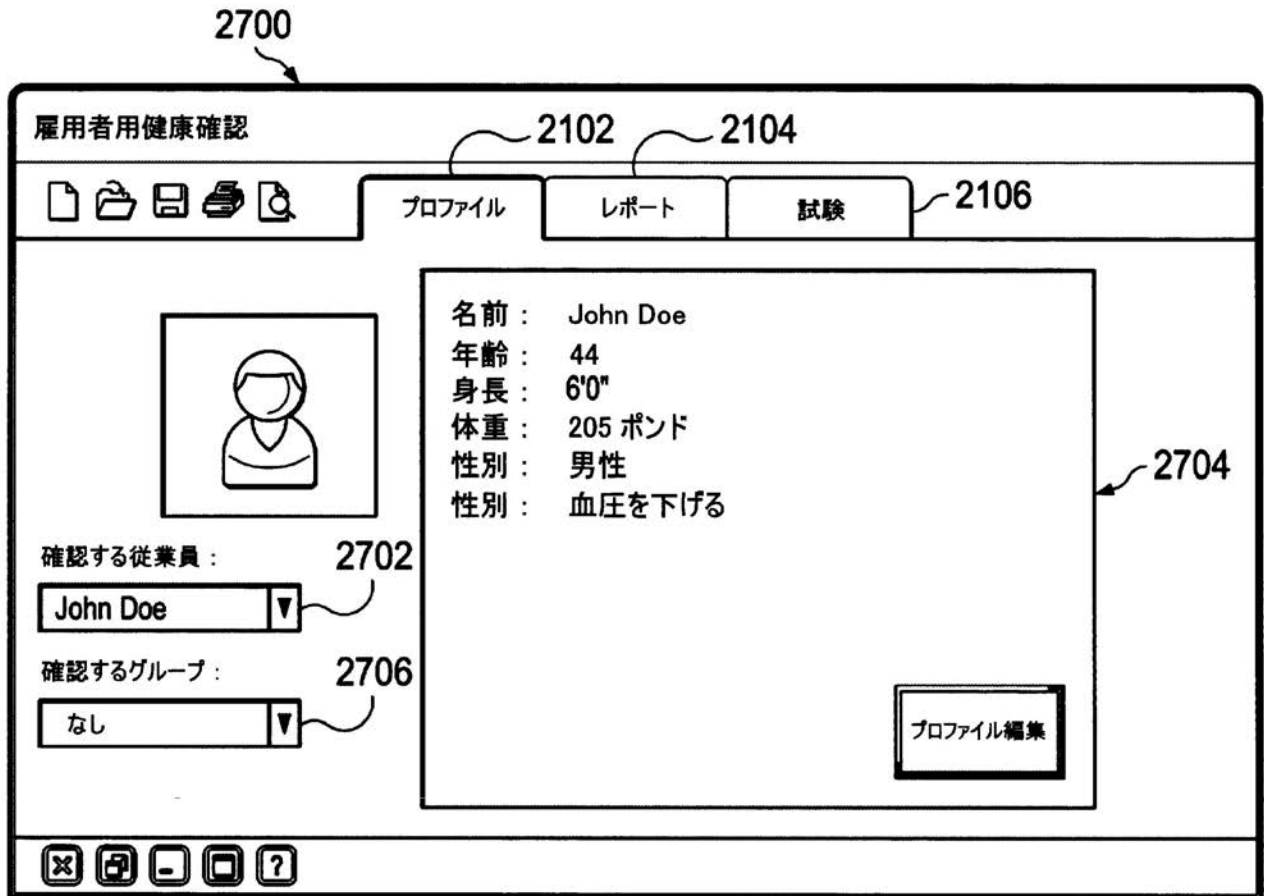 2700
雇用者用健康確認
2102
2104
プロファイル
レポート
試験
2106
名前： John Doe
年齢： 44
身長： 6'0"
体重： 205 ポンド
性別： 男性
性別： 血圧を下げる
2704
確認する従業員：
2702
John Doe
確認するグループ：
2706
なし
プロファイル編集
?